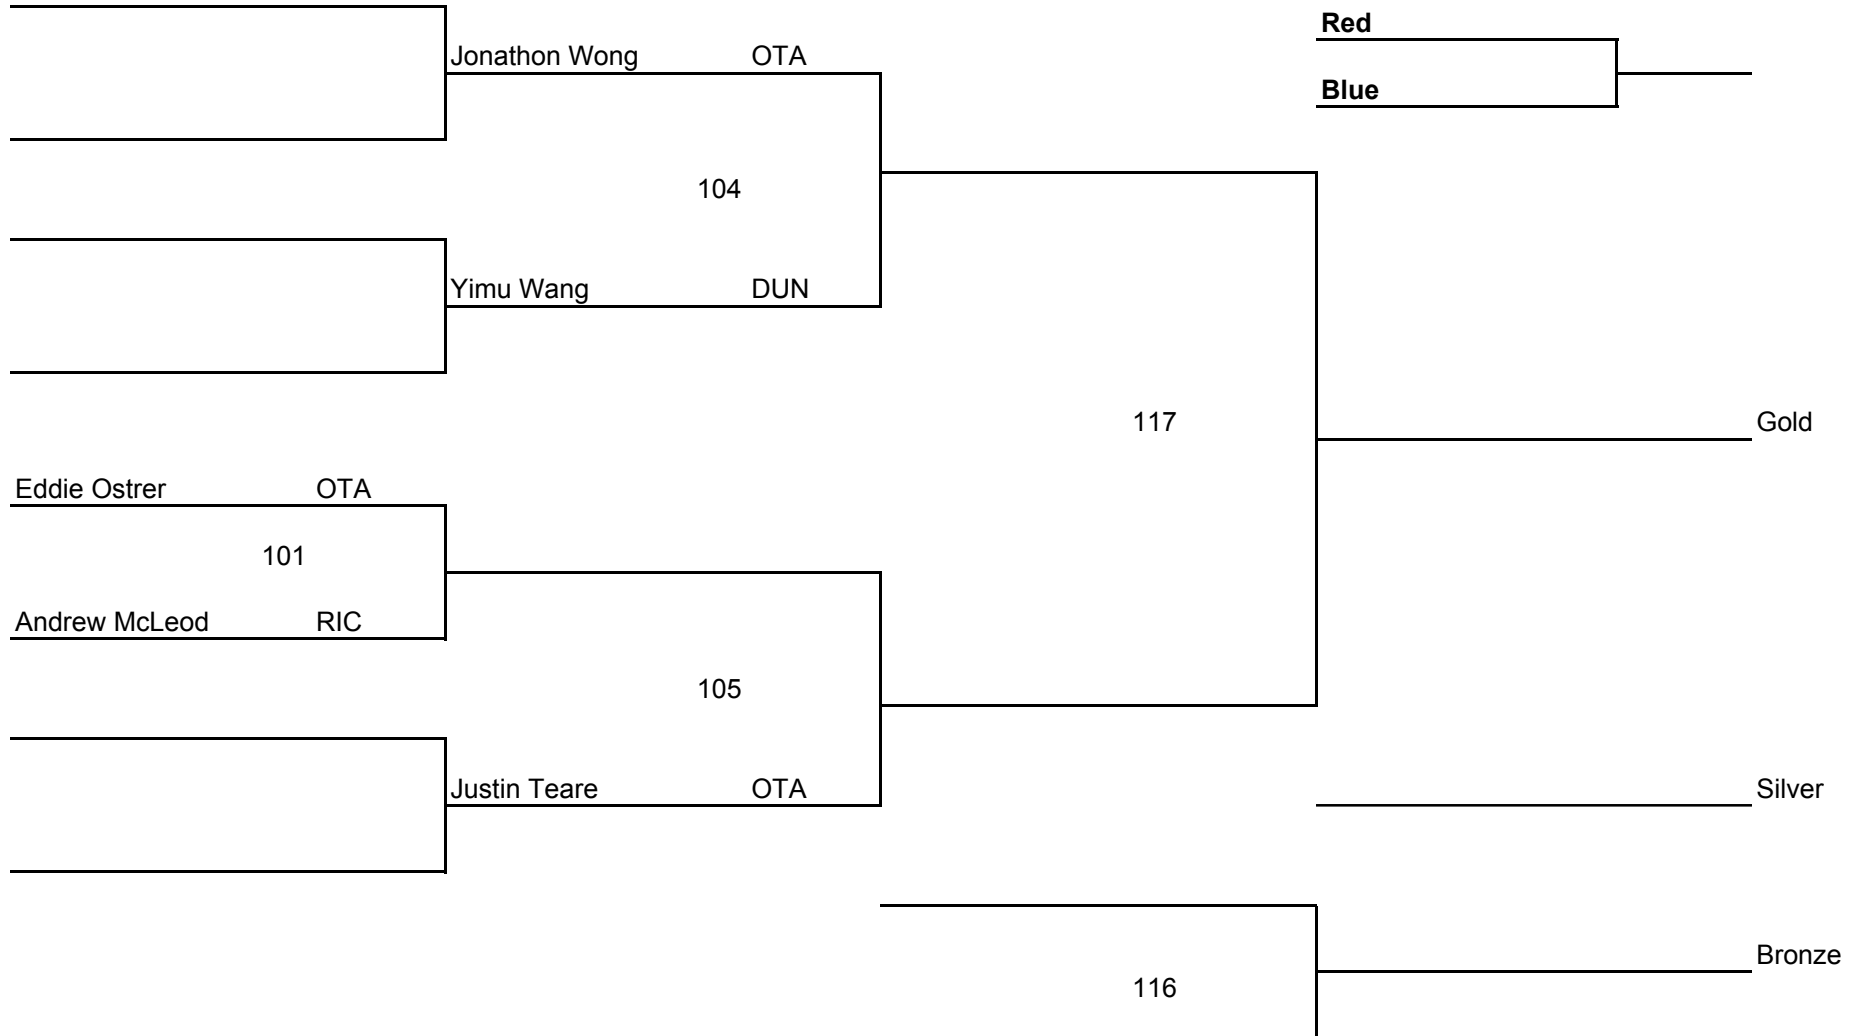 Red
Jonathon Wong OTA
Blue
104
Yimu Wang DUN
117
Gold
Eddie Ostrer OTA
101
Andrew McLeod RIC
105
Justin Teare OTA
Silver
Bronze
116